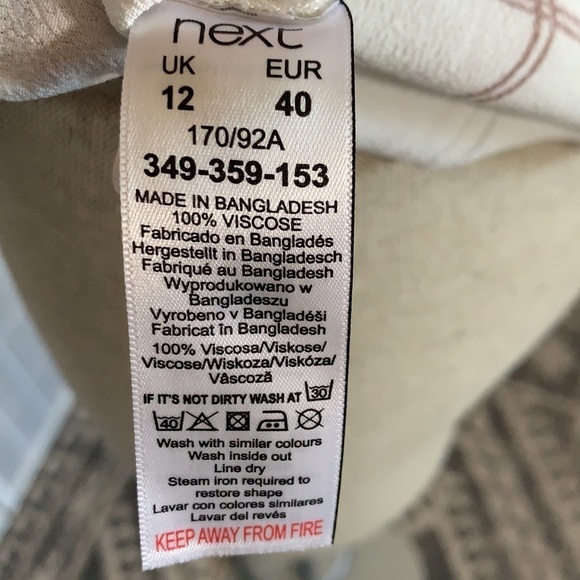 next
UK EUR
12 40
170/92A
349-359-153
MADE IN BANGLADESH
100% VISCOSE
Fabricado en Bangladés
Hergestellt in Bangladesch
Fabriqué au Bangladesh
Wyprodukowano w
Bangladeszu
Vyrobeno v Bangladéši
Fabricat în Bangladesh
100% Viscosa/Viskose/
Viscose/Wiskoza/Viskóza/
Vâscoză
IF IT'S NOT DIRTY WASH AT 30
40
Wash with similar colours
Wash inside out
Line dry
Steam iron required to
restore shape
Lavar con colores similares
Lavar del revés
KEEP AWAY FROM FIRE